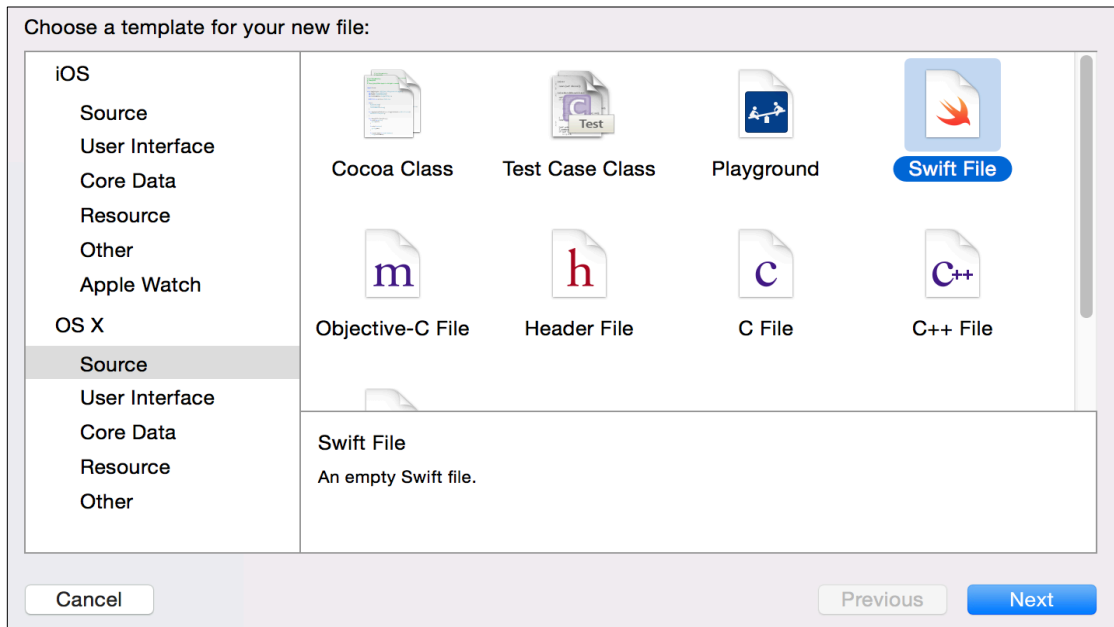 Choose a template for your new file:
iOS
Source
User Interface
Core Data
Resource
Other
Apple Watch
OS X
Source
User Interface
Core Data
Resource
Other
C
Test
Cocoa Class
Test Case Class
Playground
Swift File
m
h
c
C++
Objective-C File
Header File
C File
C++ File
Swift File
An empty Swift file.
Cancel
Previous
Next